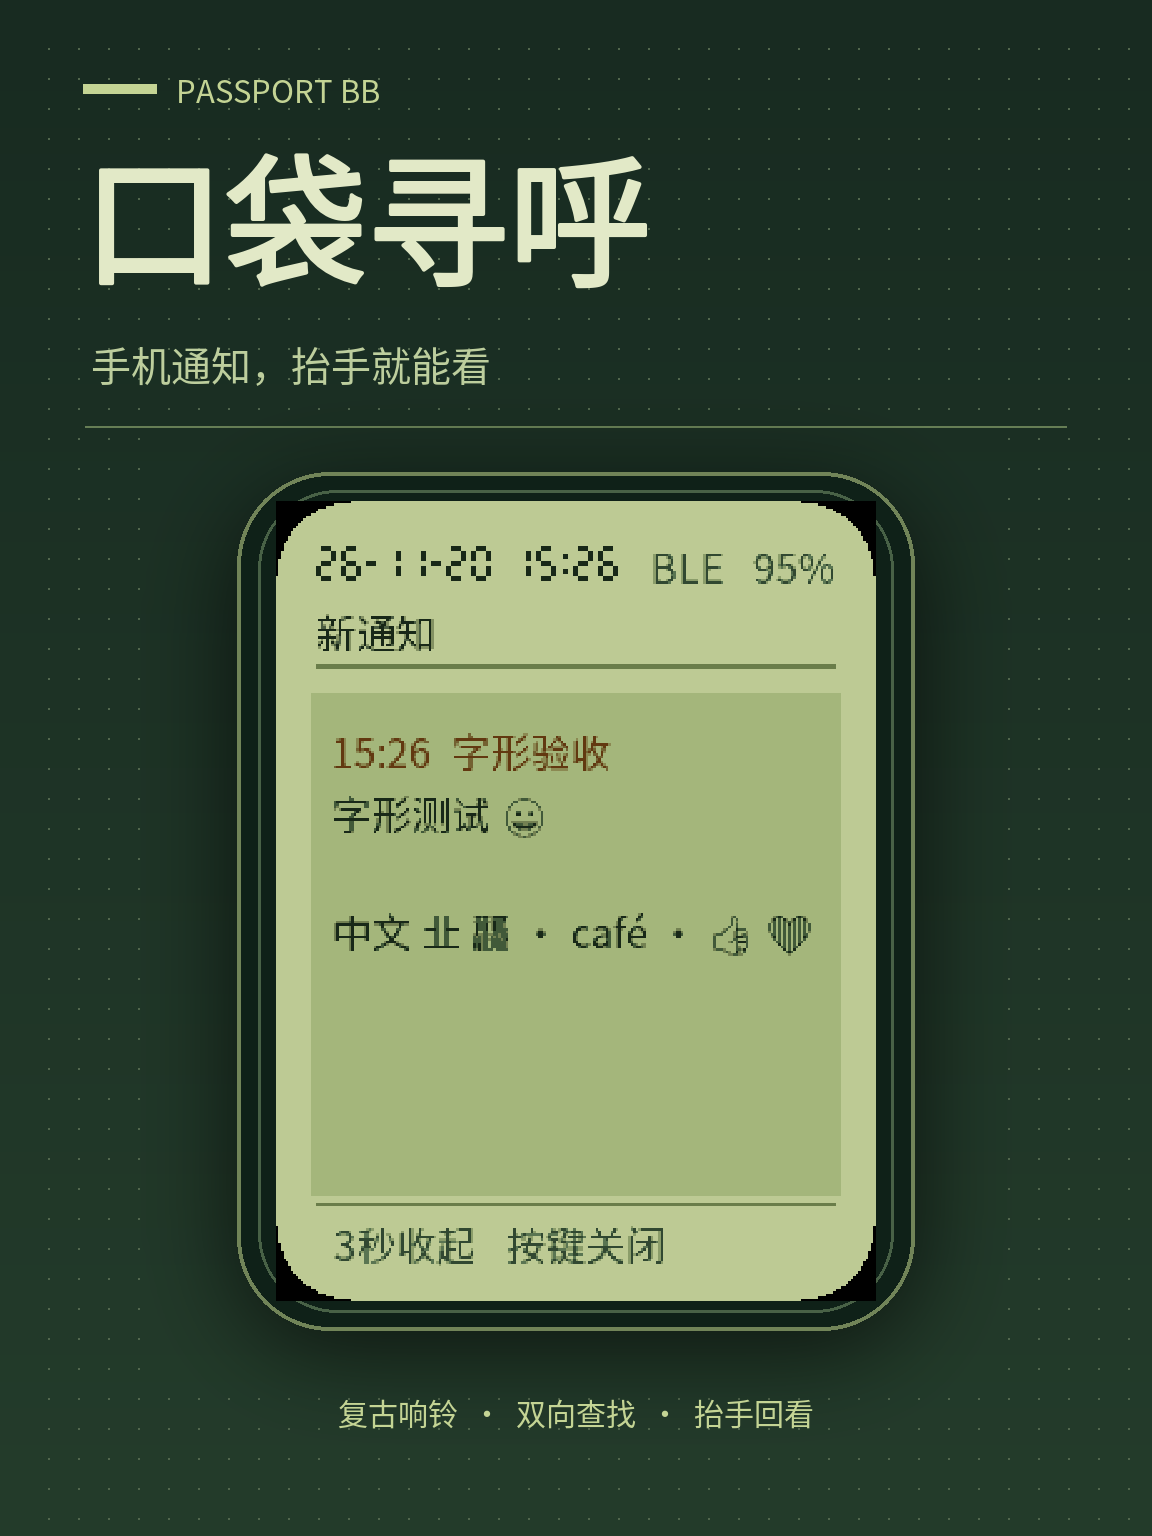 PASSPORT BB
口袋寻呼
手机通知，抬手就能看
26-11-20 15:26 BLE 95%
新通知
15:26 字形验收
字形测试 😀
中文 㐀 · café · 👍 ♥
3秒收起 按键关闭
复古响铃 · 双向查找 · 抬手回看